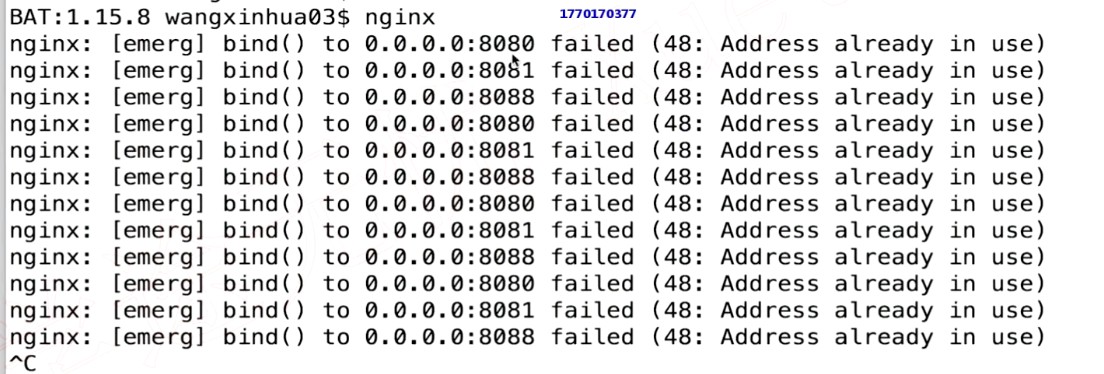 BAT:1.15.8 wangxinhua03$ nginx 1770170377
nginx: [emerg] bind() to 0.0.0.0:8080 failed (48: Address already in use)
nginx: [emerg] bind() to 0.0.0.0:8081 failed (48: Address already in use)
nginx: [emerg] bind() to 0.0.0.0:8088 failed (48: Address already in use)
nginx: [emerg] bind() to 0.0.0.0:8080 failed (48: Address already in use)
nginx: [emerg] bind() to 0.0.0.0:8081 failed (48: Address already in use)
nginx: [emerg] bind() to 0.0.0.0:8088 failed (48: Address already in use)
nginx: [emerg] bind() to 0.0.0.0:8080 failed (48: Address already in use)
nginx: [emerg] bind() to 0.0.0.0:8081 failed (48: Address already in use)
nginx: [emerg] bind() to 0.0.0.0:8088 failed (48: Address already in use)
nginx: [emerg] bind() to 0.0.0.0:8080 failed (48: Address already in use)
nginx: [emerg] bind() to 0.0.0.0:8081 failed (48: Address already in use)
nginx: [emerg] bind() to 0.0.0.0:8088 failed (48: Address already in use)
^C